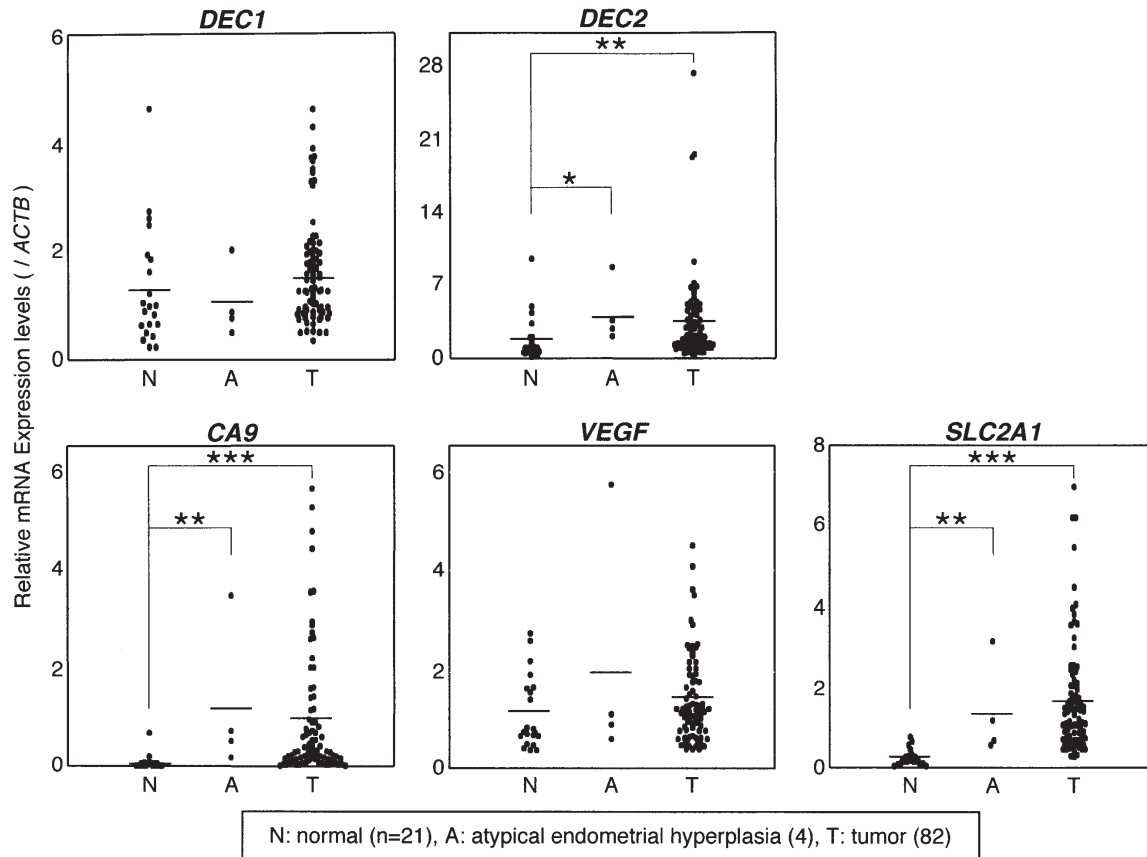 DEC1
DEC2
Relative mRNA Expression levels ( / ACTB)
6
4
2
0
N A T
**
*
28
21
14
7
0
N A T
CA9
VEGF
SLC2A1
***
**
6
4
2
0
N A T
6
4
2
0
N A T
***
**
8
6
4
2
0
N A T
N: normal (n=21), A: atypical endometrial hyperplasia (4), T: tumor (82)